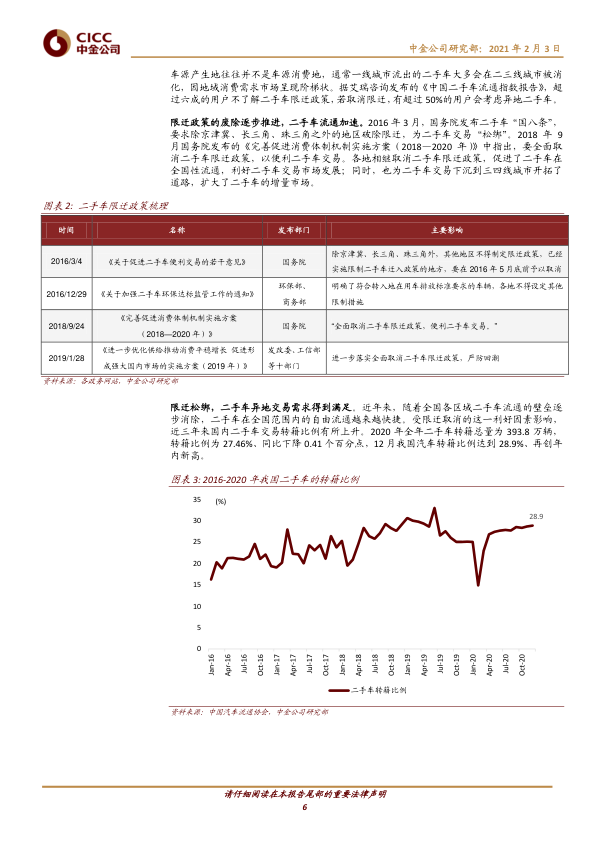 CICC
中金公司
中金公司研究部：2021 年 2 月 3 日
车源产生地往往并不是车源消费地，通常一线城市流出的二手车大多会在二三线城市被消
化，因地域消费需求市场呈现阶梯状。据艾瑞咨询发布的《中国二手车流通指数报告》，超
过六成的用户不了解二手车限迁政策，若取消限迁，有超过 50%的用户会考虑异地二手车。
限迁政策的废除逐步推进，二手车流通加速。2016 年 3 月，国务院发布二手车“国八条”，
要求除京津冀、长三角、珠三角之外的地区破除限迁，为二手车交易“松绑”。2018 年 9
月国务院发布的《完善促进消费体制机制实施方案（2018—2020 年）》中指出，要全面取
消二手车限迁政策，以便利二手车交易。各地相继取消二手车限迁政策，促进了二手车在
全国性流通，利好二手车交易市场发展；同时，也为二手车交易下沉到三四线城市开拓了
道路，扩大了二手车的增量市场。
图表 2: 二手车限迁政策梳理
时间 名称 发布部门 主要影响
2016/3/4 《关于促进二手车便利交易的若干意见》 国务院 除京津冀、长三角、珠三角外，其他地区不得制定限迁政策，已经
实施限制二手车迁入政策的地方，要在 2016 年 5 月底前予以取消
2016/12/29 《关于加强二手车环保达标监管工作的通知》 环保部、
商务部 明确了符合转入地在用车排放标准要求的车辆，各地不得设定其他
限制措施
2018/9/24 《完善促进消费体制机制实施方案
（2018—2020 年）》 国务院 “全面取消二手车限迁政策，便利二手车交易。”
2019/1/28 《进一步优化供给推动消费平稳增长 促进形
成强大国内市场的实施方案（2019 年）》 发改委、工信部
等十部门 进一步落实全面取消二手车限迁政策，严防回潮
资料来源：各政务网站，中金公司研究部
限迁松绑，二手车异地交易需求得到满足。近年来，随着全国各区域二手车流通的壁垒逐
步消除，二手车在全国范围内的自由流通越来越快捷。受限迁取消的这一利好因素影响，
近三年来国内二手车交易转籍比例有所上升。2020 年全年二手车转籍总量为 393.8 万辆，
转籍比例为 27.46%、同比下降 0.41 个百分点，12 月我国汽车转籍比例达到 28.9%、再创年
内新高。
图表 3: 2016-2020 年我国二手车的转籍比例
(%)
35
30
25
20
15
10
5
0
28.9
Jan-16 Apr-16 Jul-16 Oct-16 Jan-17 Apr-17 Jul-17 Oct-17 Jan-18 Apr-18 Jul-18 Oct-18 Jan-19 Apr-19 Jul-19 Oct-19 Jan-20 Apr-20 Jul-20 Oct-20
二手车转籍比例
资料来源：中国汽车流通协会，中金公司研究部
请仔细阅读在本报告尾部的重要法律声明
6